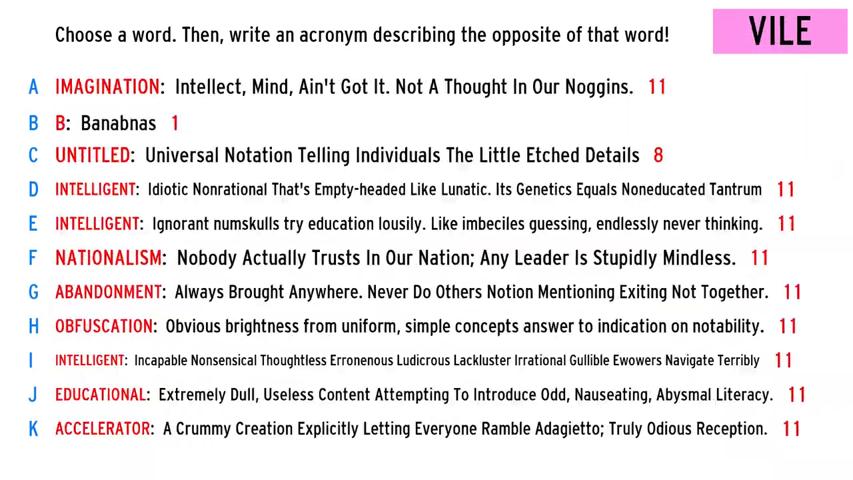 Choose a word. Then, write an acronym describing the opposite of that word!
VILE
A IMAGINATION: Intellect, Mind, Ain't Got It. Not A Thought In Our Noggins. 11
B B: Banabnas 1
C UNTITLED: Universal Notation Telling Individuals The Little Etched Details 8
D INTELLIGENT: Idiotic Nonrational That's Empty-headed Like Lunatic. Its Genetics Equals Noneducated Tantrum 11
E INTELLIGENT: Ignorant numskulls try education lousily. Like imbeciles guessing, endlessly never thinking. 11
F NATIONALISM: Nobody Actually Trusts In Our Nation; Any Leader Is Stupidly Mindless. 11
G ABANDONMENT: Always Brought Anywhere. Never Do Others Notion Mentioning Exiting Not Together. 11
H OBFUSCATION: Obvious brightness from uniform, simple concepts answer to indication on notability. 11
I INTELLIGENT: Incapable Nonsensical Thoughtless Erronenous Ludicrous Lackluster Irrational Gullible Ewowers Navigate Terribly 11
J EDUCATIONAL: Extremely Dull, Useless Content Attempting To Introduce Odd, Nauseating, Abysmal Literacy. 11
K ACCELERATOR: A Crummy Creation Explicitly Letting Everyone Ramble Adagietto; Truly Odious Reception. 11